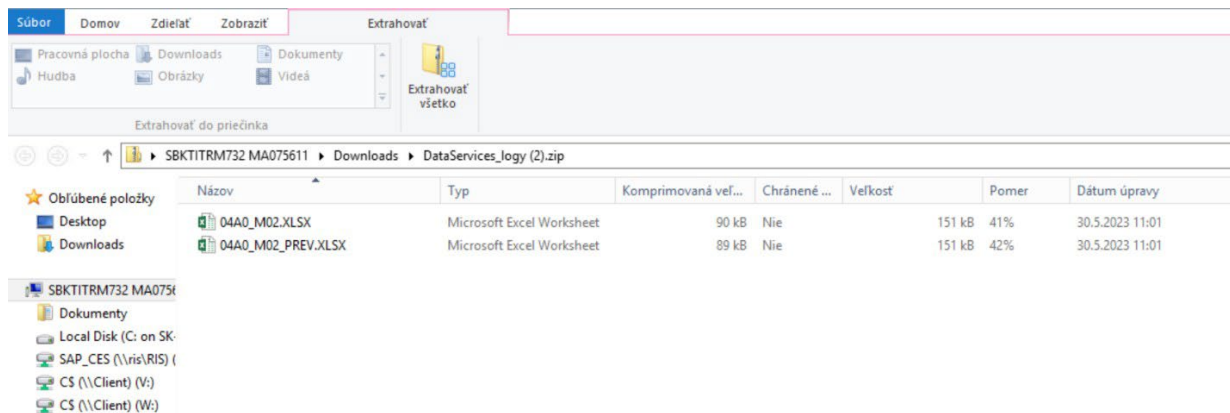 Súbor Domov Zdieľať Zobraziť Extrahovať
Pracovná plocha Downloads Dokumenty
Hudba Obrázky Videá
Extrahovať všetko
Extrahovať do priečinka
SBKTITRM732 MA075611 Downloads DataServices_logy (2).zip
Obľúbené položky
Desktop
Downloads
SBKTITRM732 MA0756
Dokumenty
Local Disk (C: on SK-
SAP_CES (\\ris\RIS) (
C$ (\\Client) (V:)
C$ (\\Client) (W:)
Názov Typ Komprimovaná veľ... Chránené ... Veľkosť Pomer Dátum úpravy
04A0_M02.XLSX Microsoft Excel Worksheet 90 kB Nie 151 kB 41% 30.5.2023 11:01
04A0_M02_PREV.XLSX Microsoft Excel Worksheet 89 kB Nie 151 kB 42% 30.5.2023 11:01